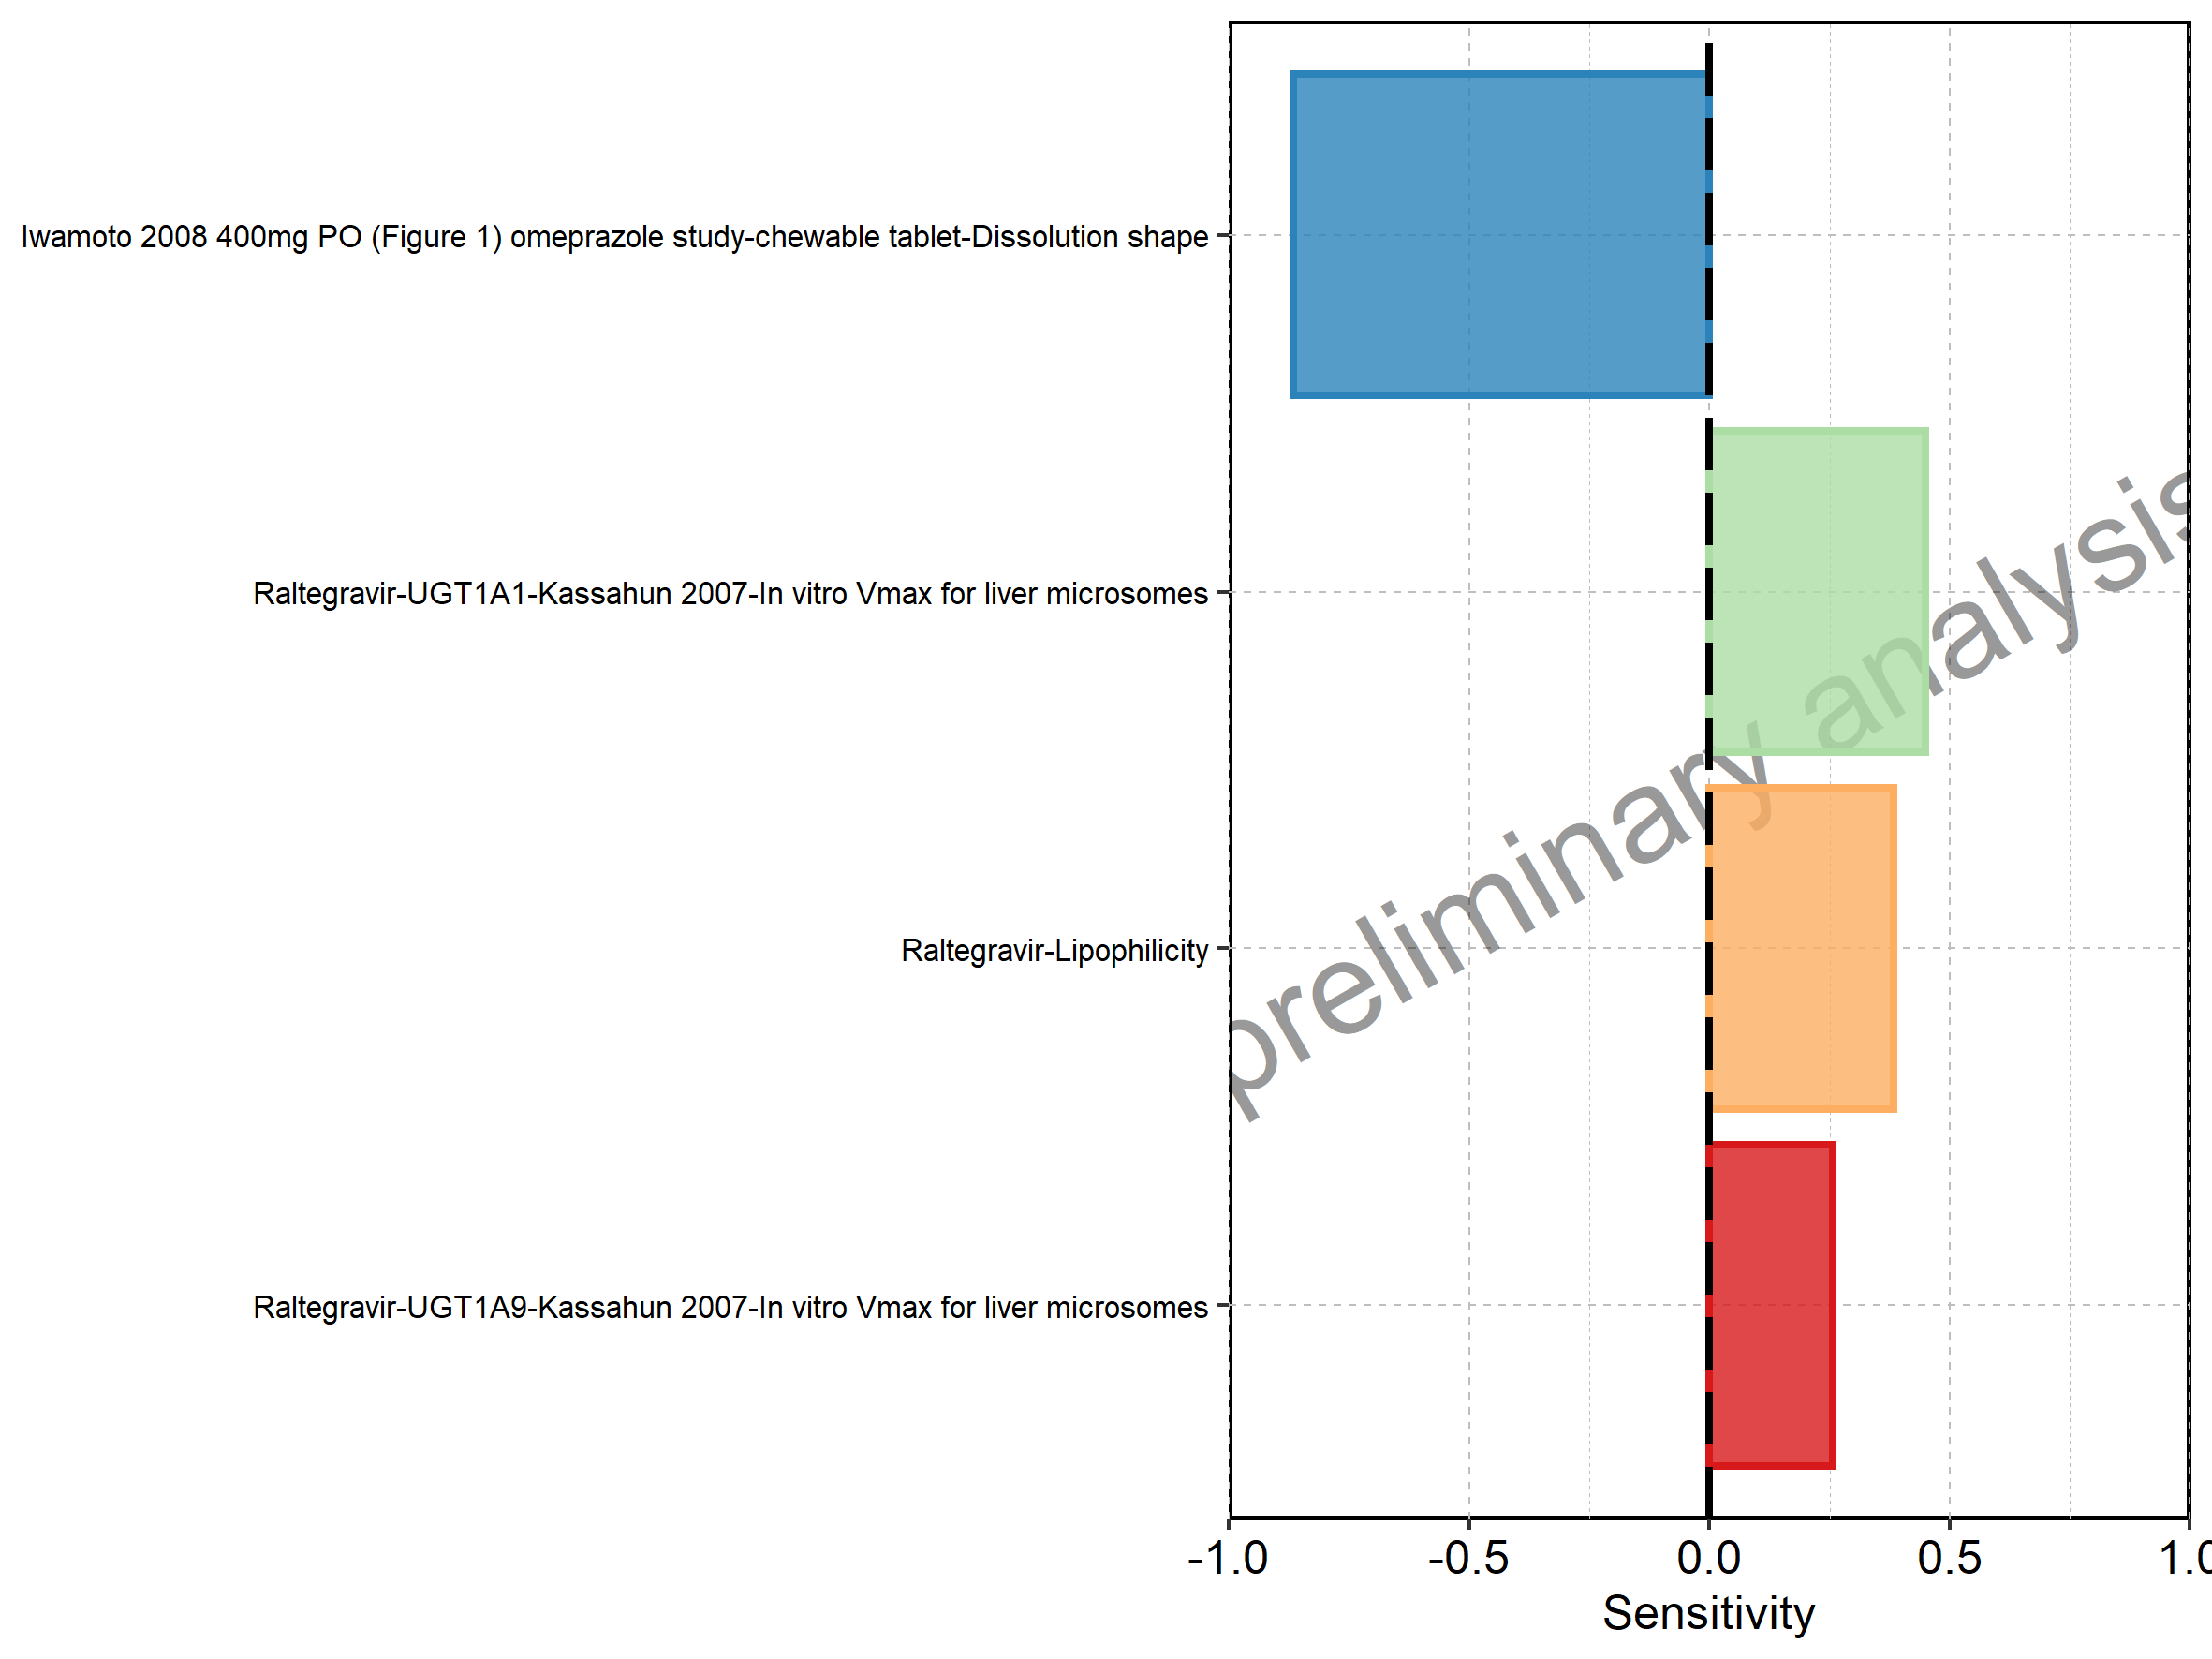 Iwamoto 2008 400mg PO (Figure 1) omeprazole study-chewable tablet-Dissolution shape
Raltegravir-UGT1A1-Kassahun 2007-In vitro Vmax for liver microsomes
preliminary analysis
Raltegravir-Lipophilicity
Raltegravir-UGT1A9-Kassahun 2007-In vitro Vmax for liver microsomes
-1.0 -0.5 0.0 0.5 1.0
Sensitivity